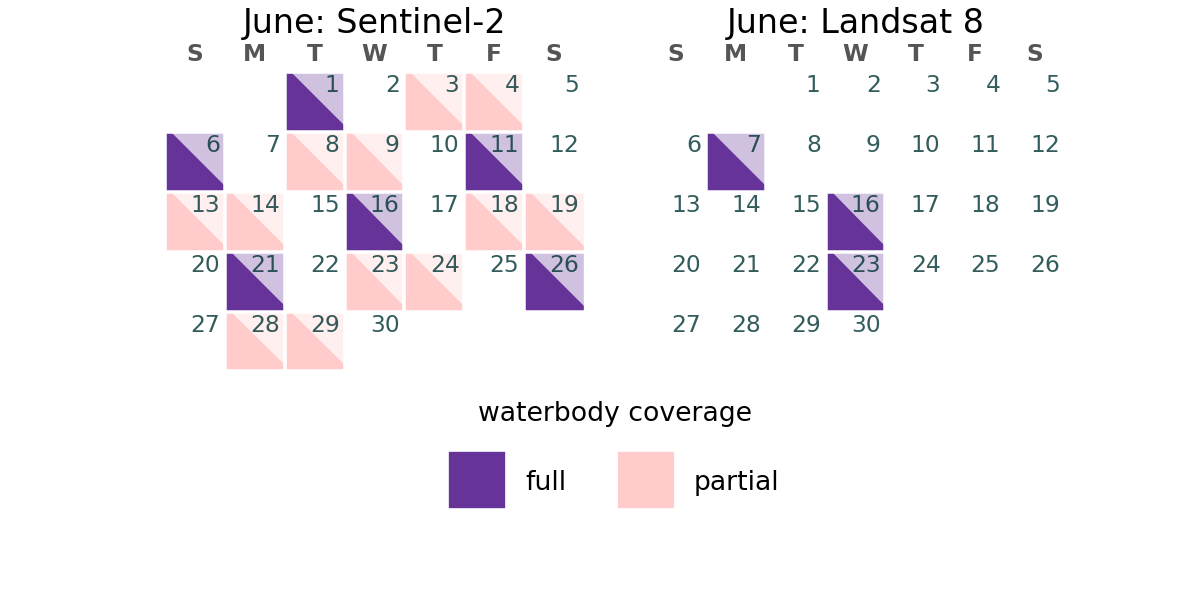 June: Sentinel-2
S M T W T F S
1 2 3 4 5
6 7 8 9 10 11 12
13 14 15 16 17 18 19
20 21 22 23 24 25 26
27 28 29 30
June: Landsat 8
S M T W T F S
1 2 3 4 5
6 7 8 9 10 11 12
13 14 15 16 17 18 19
20 21 22 23 24 25 26
27 28 29 30
waterbody coverage
full partial